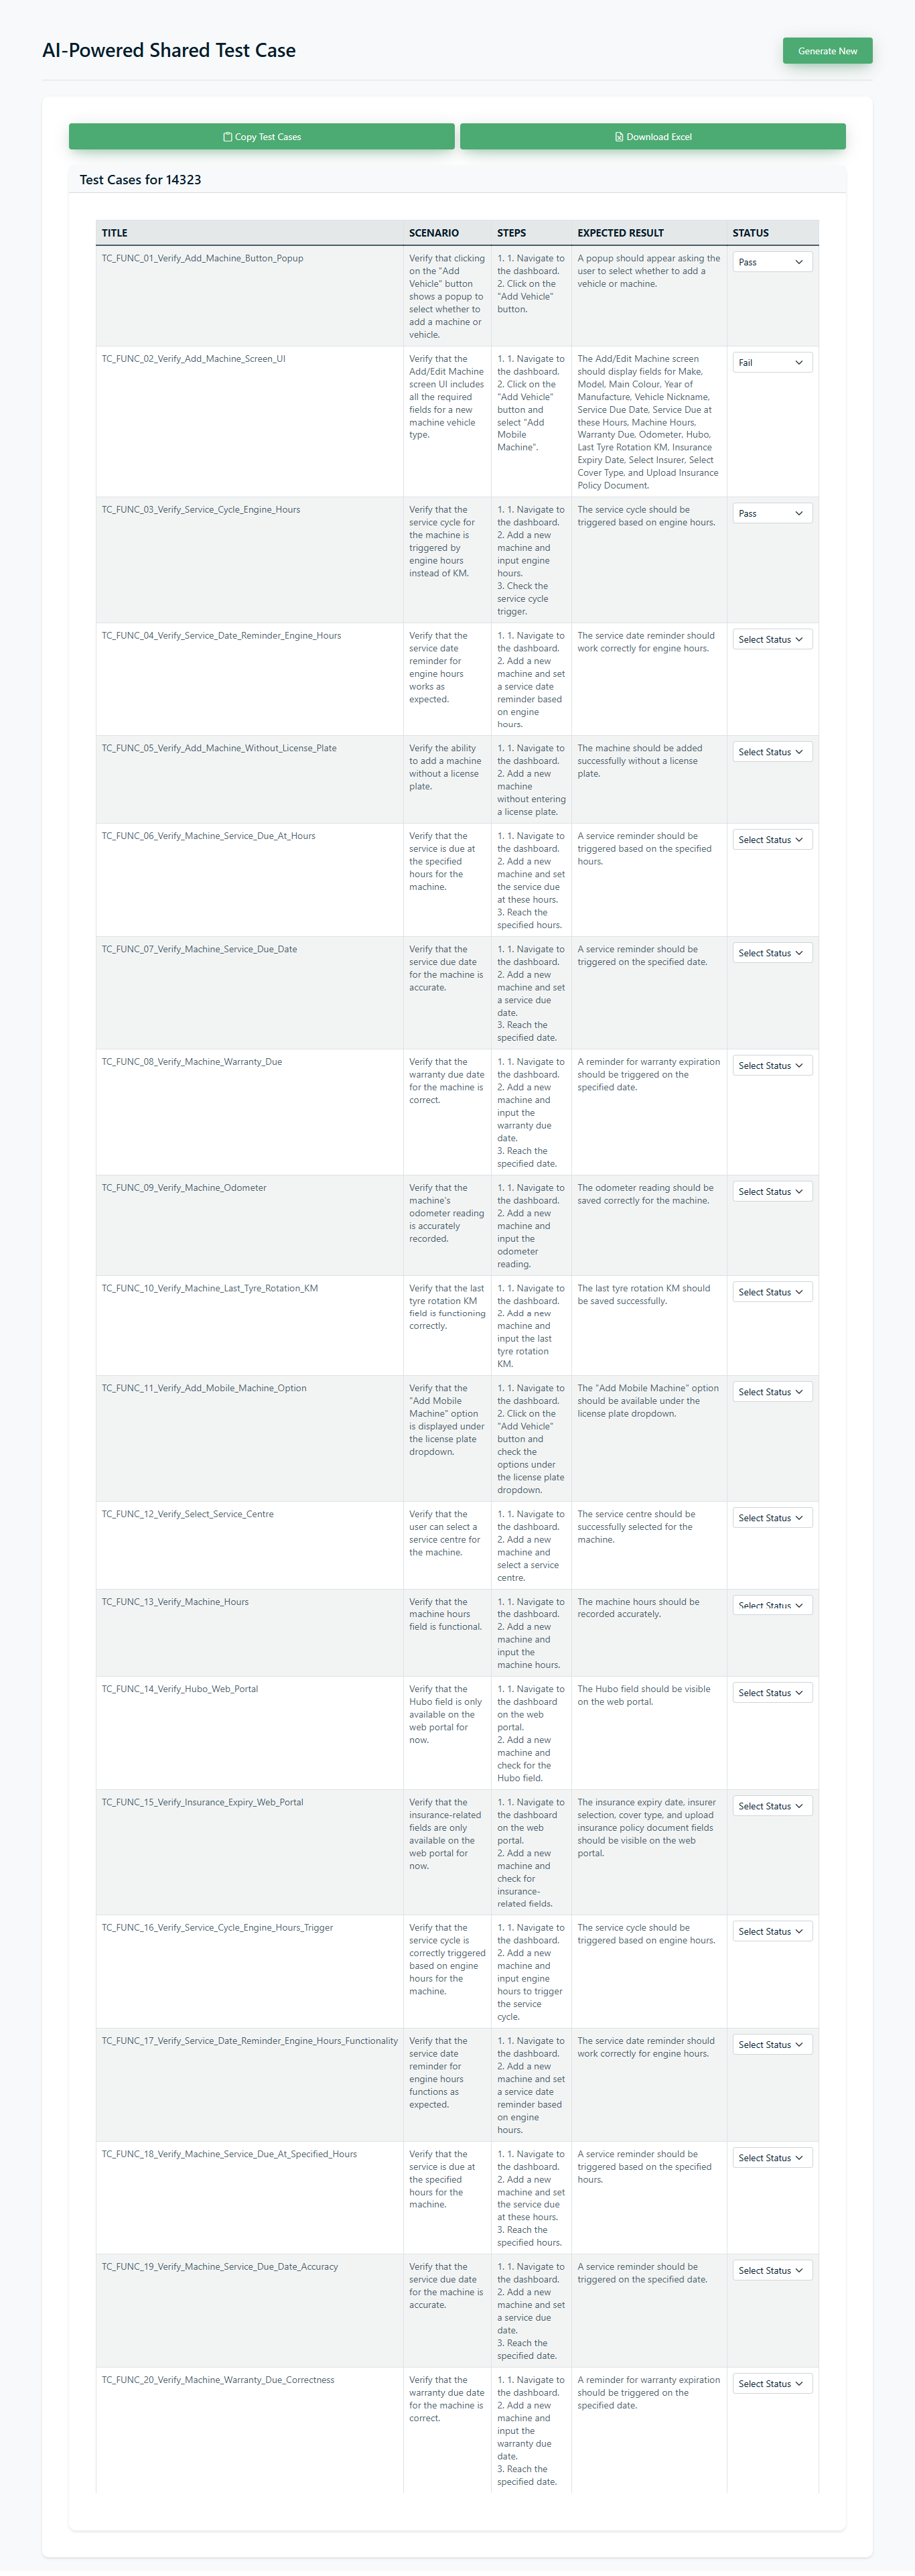 AI-Powered Shared Test Case
Generate New
Copy Test Cases
Download Excel
Test Cases for 14323
TITLE
SCENARIO
STEPS
EXPECTED RESULT
STATUS
TC_FUNC_01_Verify_Add_Machine_Button_Popup
Verify that clicking
on the "Add
Vehicle" button
shows a popup to
select whether to
add a machine or
vehicle.
1. 1. Navigate to
the dashboard.
2. Click on the
"Add Vehicle"
button.
A popup should appear asking the
user to select whether to add a
vehicle or machine.
Pass
TC_FUNC_02_Verify_Add_Machine_Screen_UI
Verify that the
Add/Edit Machine
screen UI includes
all the required
fields for a new
machine vehicle
type.
1. 1. Navigate to
the dashboard.
2. Click on the
"Add Vehicle"
button and
select "Add
Mobile
Machine".
The Add/Edit Machine screen
should display fields for Make,
Model, Main Colour, Year of
Manufacture, Vehicle Nickname,
Service Due Date, Service Due at
these Hours, Machine Hours,
Warranty Due, Odometer, Hubo,
Last Tyre Rotation KM, Insurance
Expiry Date, Select Insurer, Select
Cover Type, and Upload Insurance
Policy Document.
Fail
TC_FUNC_03_Verify_Service_Cycle_Engine_Hours
Verify that the
service cycle for
the machine is
triggered by
engine hours
instead of KM.
1. 1. Navigate to
the dashboard.
2. Add a new
machine and
input engine
hours.
3. Check the
service cycle
trigger.
The service cycle should be
triggered based on engine hours.
Pass
TC_FUNC_04_Verify_Service_Date_Reminder_Engine_Hours
Verify that the
service date
reminder for
engine hours
works as
expected.
1. 1. Navigate to
the dashboard.
2. Add a new
machine and set
a service date
reminder based
on engine
hours.
The service date reminder should
work correctly for engine hours.
Select Status
TC_FUNC_05_Verify_Add_Machine_Without_License_Plate
Verify the ability
to add a machine
without a license
plate.
1. 1. Navigate to
the dashboard.
2. Add a new
machine
without entering
a license plate.
The machine should be added
successfully without a license
plate.
Select Status
TC_FUNC_06_Verify_Machine_Service_Due_At_Hours
Verify that the
service is due at
the specified
hours for the
machine.
1. 1. Navigate to
the dashboard.
2. Add a new
machine and set
the service due
at these hours.
3. Reach the
specified hours.
A service reminder should be
triggered based on the specified
hours.
Select Status
TC_FUNC_07_Verify_Machine_Service_Due_Date
Verify that the
service due date
for the machine is
accurate.
1. 1. Navigate to
the dashboard.
2. Add a new
machine and set
a service due
date.
3. Reach the
specified date.
A service reminder should be
triggered on the specified date.
Select Status
TC_FUNC_08_Verify_Machine_Warranty_Due
Verify that the
warranty due date
for the machine is
correct.
1. 1. Navigate to
the dashboard.
2. Add a new
machine and
input the
warranty due
date.
3. Reach the
specified date.
A reminder for warranty expiration
should be triggered on the
specified date.
Select Status
TC_FUNC_09_Verify_Machine_Odometer
Verify that the
machine's
odometer reading
is accurately
recorded.
1. 1. Navigate to
the dashboard.
2. Add a new
machine and
input the
odometer
reading.
The odometer reading should be
saved correctly for the machine.
Select Status
TC_FUNC_10_Verify_Machine_Last_Tyre_Rotation_KM
Verify that the last
tyre rotation KM
field is functioning
correctly.
1. 1. Navigate to
the dashboard.
2. Add a new
machine and
input the last
tyre rotation
KM.
The last tyre rotation KM should
be saved successfully.
Select Status
TC_FUNC_11_Verify_Add_Mobile_Machine_Option
Verify that the
"Add Mobile
Machine" option
is displayed under
the license plate
dropdown.
1. 1. Navigate to
the dashboard.
2. Click on the
"Add Vehicle"
button and
check the
options under
the license plate
dropdown.
The "Add Mobile Machine" option
should be available under the
license plate dropdown.
Select Status
TC_FUNC_12_Verify_Select_Service_Centre
Verify that the
user can select a
service centre for
the machine.
1. 1. Navigate to
the dashboard.
2. Add a new
machine and
select a service
centre.
The service centre should be
successfully selected for the
machine.
Select Status
TC_FUNC_13_Verify_Machine_Hours
Verify that the
machine hours
field is functional.
1. 1. Navigate to
the dashboard.
2. Add a new
machine and
input the
machine hours.
The machine hours should be
recorded accurately.
Select Status
TC_FUNC_14_Verify_Hubo_Web_Portal
Verify that the
Hubo field is only
available on the
web portal for
now.
1. 1. Navigate to
the dashboard
on the web
portal.
2. Add a new
machine and
check for the
Hubo field.
The Hubo field should be visible
on the web portal.
Select Status
TC_FUNC_15_Verify_Insurance_Expiry_Web_Portal
Verify that the
insurance-related
fields are only
available on the
web portal for
now.
1. 1. Navigate to
the dashboard
on the web
portal.
2. Add a new
machine and
check for
insurance-
related fields.
The insurance expiry date, insurer
selection, cover type, and upload
insurance policy document fields
should be visible on the web
portal.
Select Status
TC_FUNC_16_Verify_Service_Cycle_Engine_Hours_Trigger
Verify that the
service cycle is
correctly triggered
based on engine
hours for the
machine.
1. 1. Navigate to
the dashboard.
2. Add a new
machine and
input engine
hours to trigger
the service
cycle.
The service cycle should be
triggered based on engine hours.
Select Status
TC_FUNC_17_Verify_Service_Date_Reminder_Engine_Hours_Functionality
Verify that the
service date
reminder for
engine hours
functions as
expected.
1. 1. Navigate to
the dashboard.
2. Add a new
machine and set
a service date
reminder based
on engine
hours.
The service date reminder should
work correctly for engine hours.
Select Status
TC_FUNC_18_Verify_Machine_Service_Due_At_Specified_Hours
Verify that the
service is due at
the specified
hours for the
machine.
1. 1. Navigate to
the dashboard.
2. Add a new
machine and set
the service due
at these hours.
3. Reach the
specified hours.
A service reminder should be
triggered based on the specified
hours.
Select Status
TC_FUNC_19_Verify_Machine_Service_Due_Date_Accuracy
Verify that the
service due date
for the machine is
accurate.
1. 1. Navigate to
the dashboard.
2. Add a new
machine and set
a service due
date.
3. Reach the
specified date.
A service reminder should be
triggered on the specified date.
Select Status
TC_FUNC_20_Verify_Machine_Warranty_Due_Correctness
Verify that the
warranty due date
for the machine is
correct.
1. 1. Navigate to
the dashboard.
2. Add a new
machine and
input the
warranty due
date.
3. Reach the
specified date.
A reminder for warranty expiration
should be triggered on the
specified date.
Select Status